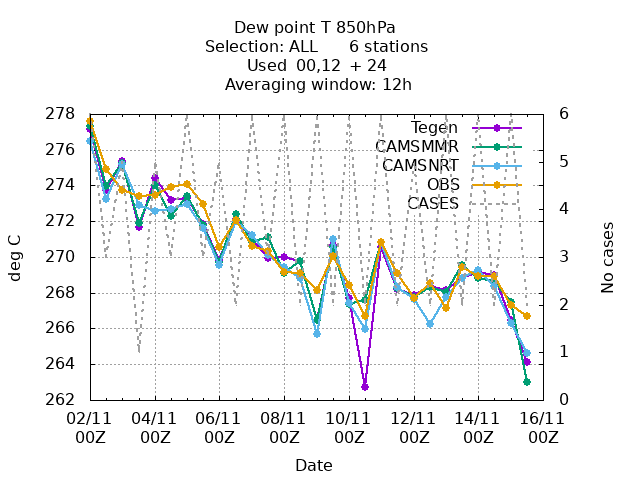 Dew point T 850hPa
Selection: ALL 6 stations
Used 00,12 + 24
Averaging window: 12h
278
276
274
272
270
268
266
264
262
deg C
6
5
4
3
2
1
0
No cases
Tegen
CAMSMMR
CAMSNRT
OBS
CASES
02/11 04/11 06/11 08/11 10/11 12/11 14/11 16/11
00Z 00Z 00Z 00Z 00Z 00Z 00Z 00Z
Date